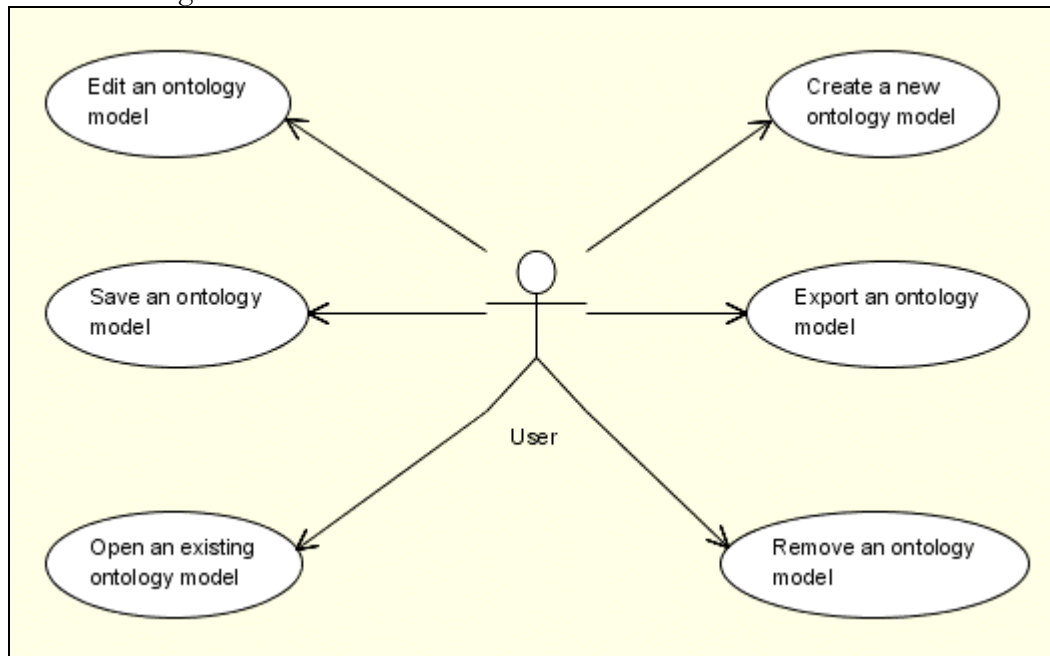 Edit an ontology
model
Create a new
ontology model
Save an ontology
model
Export an ontology
model
User
Open an existing
ontology model
Remove an ontology
model